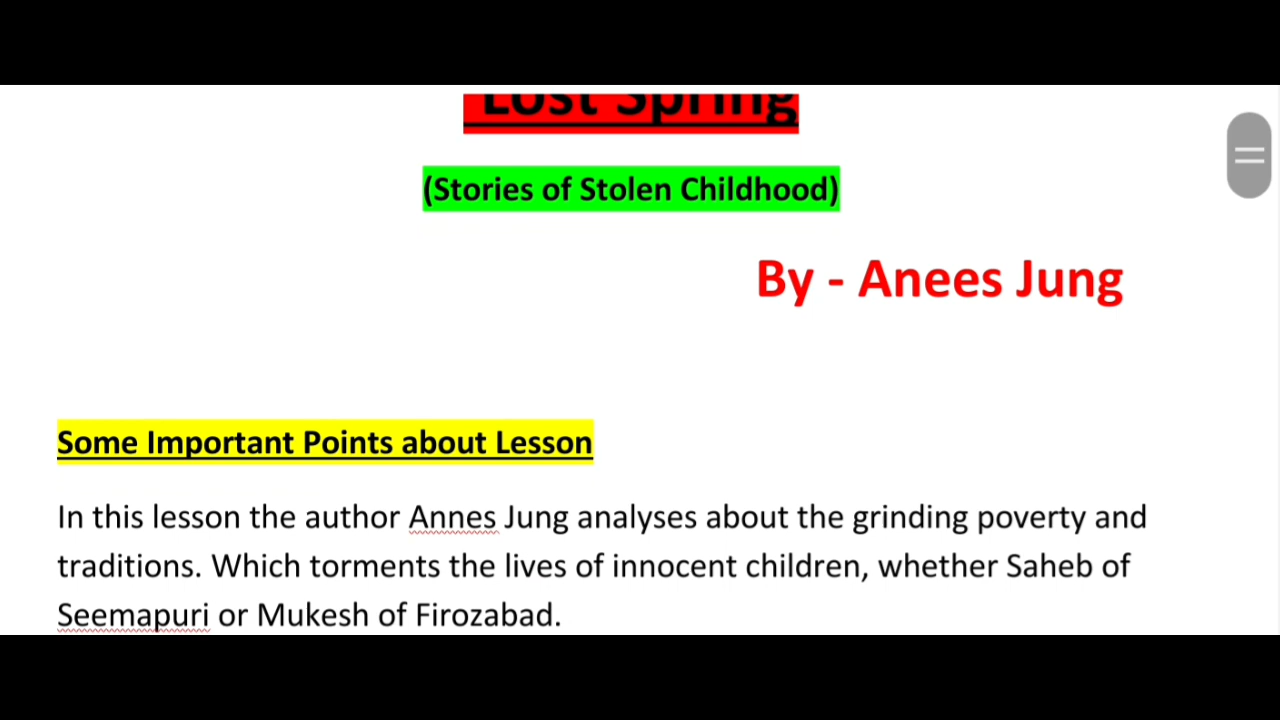 Lost Spring
(Stories of Stolen Childhood)
By - Anees Jung
Some Important Points about Lesson
In this lesson the author Annes Jung analyses about the grinding poverty and
traditions. Which torments the lives of innocent children, whether Saheb of
Seemapuri or Mukesh of Firozabad.